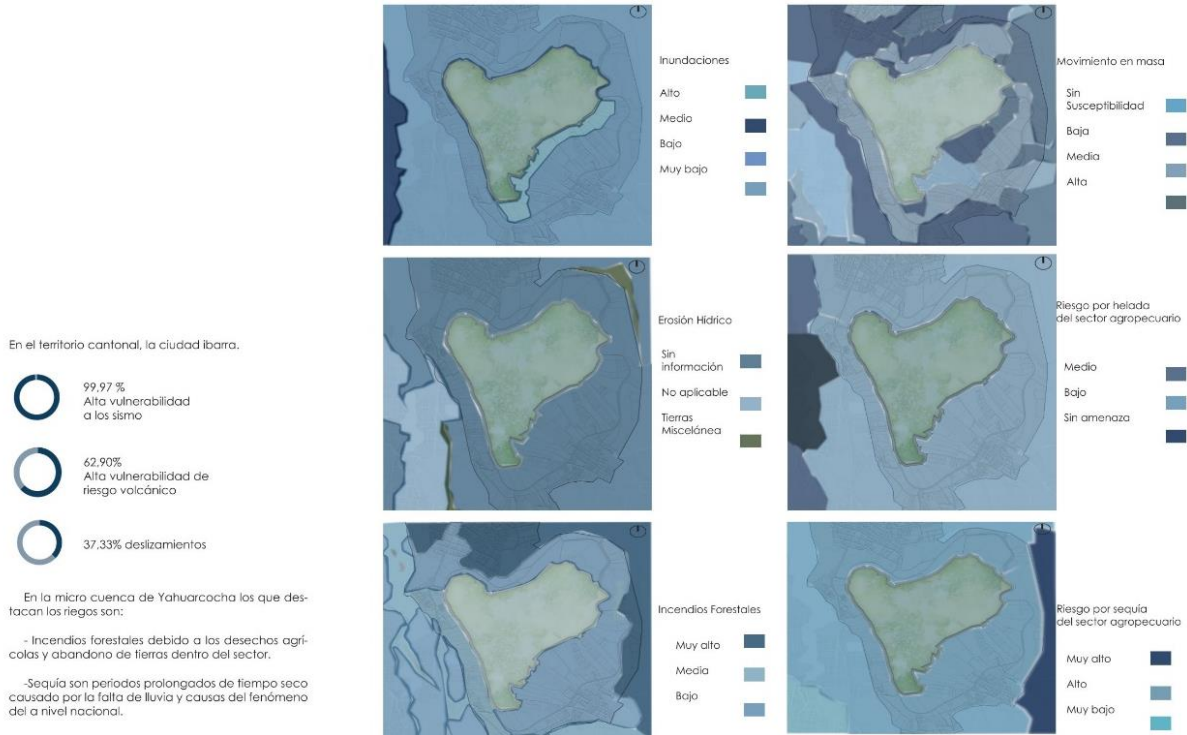 En el territorio cantonal, la ciudad ibarra.
99,97 %
Alta vulnerabilidad
a los sismo
62,90%
Alta vulnerabilidad de
riesgo volcánico
37,33% deslizamientos
En la micro cuenca de Yahuarcocha los que des-
tacan los riegos son:
- Incendios forestales debido a los desechos agrí-
colas y abandono de tierras dentro del sector.
-Sequía son periodos prolongados de tiempo seco
causado por la falta de lluvia y causas del fenómeno
del a nivel nacional.
Inundaciones
Alto
Medio
Bajo
Muy bajo
Movimiento en masa
Sin
Susceptibilidad
Baja
Media
Alta
Erosión Hídrico
Sin
información
No aplicable
Tierras
Miscelánea
Riesgo por helada
del sector agropecuario
Medio
Bajo
Sin amenaza
Incendios Forestales
Muy alto
Media
Bajo
Riesgo por sequía
del sector agropecuario
Muy alto
Alto
Muy bajo